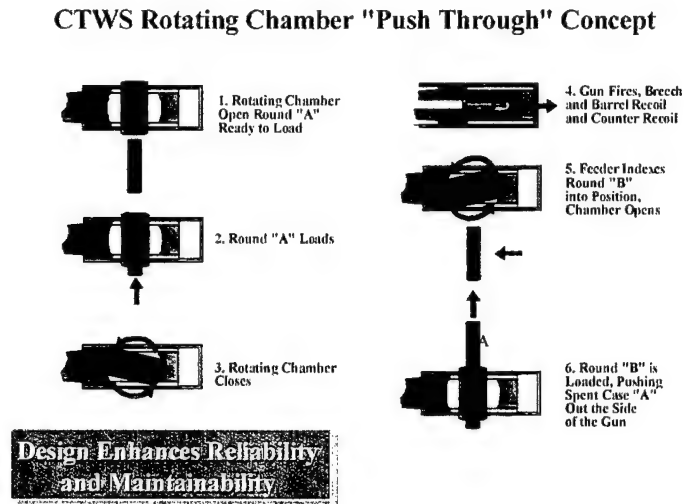 CTWS Rotating Chamber "Push Through" Concept
1. Rotating Chamber
Open Round "A"
Ready to Load
2. Round "A" Loads
3. Rotating Chamber
Closes
4. Gun Fires, Breech
and Barrel Recoil
and Counter Recoil
5. Feeder Indexes
Round "B"
into Position,
Chamber Opens
A
6. Round "B" is
Loaded, Pushing
Spent Case "A"
Out the Side
of the Gun
Design Enhances Reliability
and Maintainability